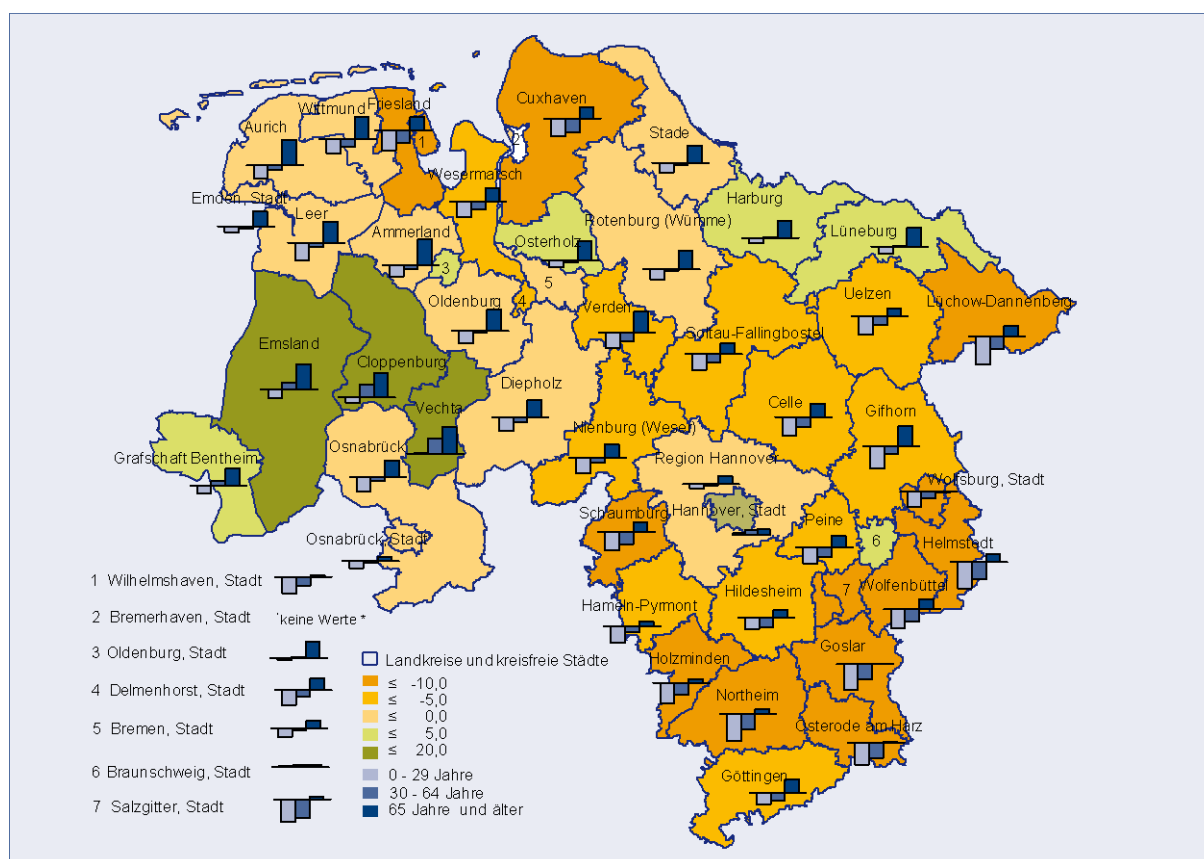 Cuxhaven
Friesland
Wittmund
Aurich
1
2
Stade
Wesermarsch
Emden, Stadt
Harburg
Leer
Rotenburg (Wümme)
Ammerland
Osterholz
Lüneburg
3
5
Uelzen
Oldenburg
4
Verden
Lüchow-Dannenberg
Soltau-Fallingbostel
Emsland
Cloppenburg
Diepholz
Celle
Vechta
Gifhorn
Nienburg (Weser)
Osnabrück
Grafschaft Bentheim
Region Hannover
Wolfsburg, Stadt
Schaumburg
Hannover, Stadt
Peine
6
Helmstedt
Osnabrück, Stadt
Wolfenbüttel
7
Hildesheim
Hameln-Pyrmont
Goslar
Holzminden
Northeim
Osterode am Harz
Göttingen
1 Wilhelmshaven, Stadt
2 Bremerhaven, Stadt 'keine Werte *
3 Oldenburg, Stadt
4 Delmenhorst, Stadt
5 Bremen, Stadt
6 Braunschweig, Stadt
7 Salzgitter, Stadt
Landkreise und kreisfreie Städte
≤ -10,0
≤ -5,0
≤ 0,0
≤ 5,0
≤ 20,0
0 - 29 Jahre
30 - 64 Jahre
65 Jahre und älter